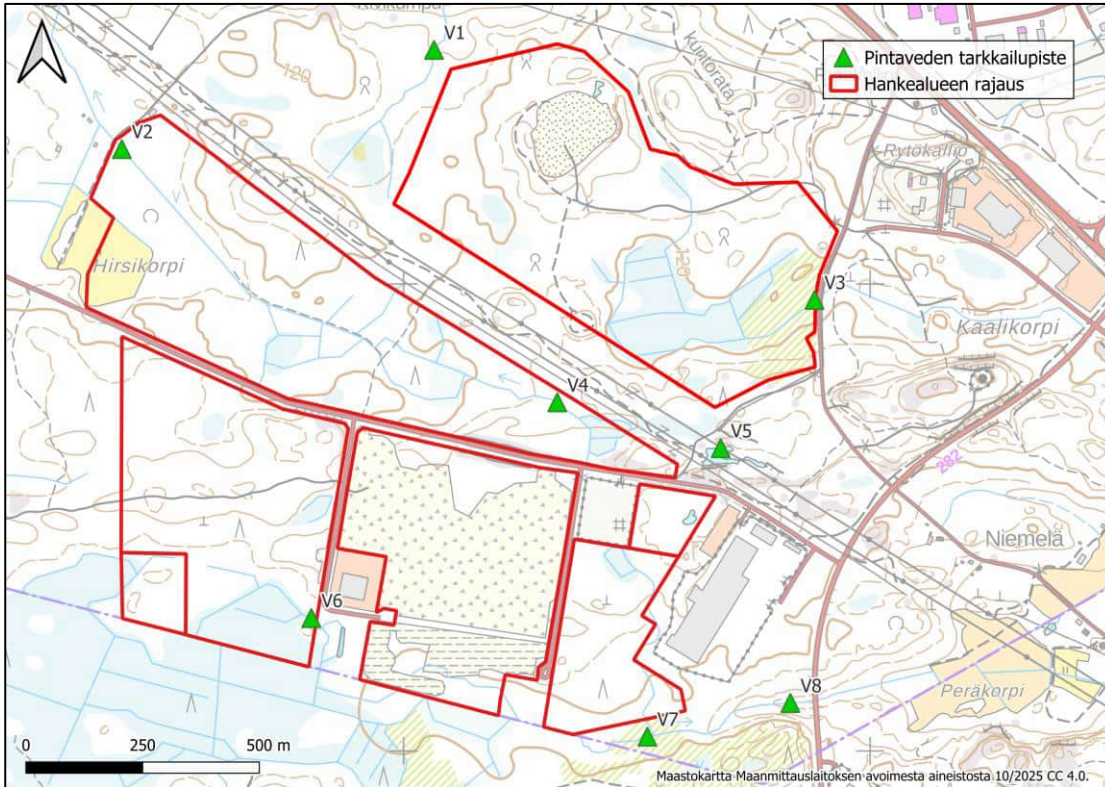 V1
120
kuntorata
Pintaveden tarkkailupiste
Hankealueen rajaus
V2
Rytökallio
Hirsikorpi
120
V3
Kaalikorpi
V4
V5
282
Niemelä
V6
V8
Peräkorpi
V7
0 250 500 m
Maastokartta Maanmittauslaitoksen avoimesta aineistosta 10/2025 CC 4.0.